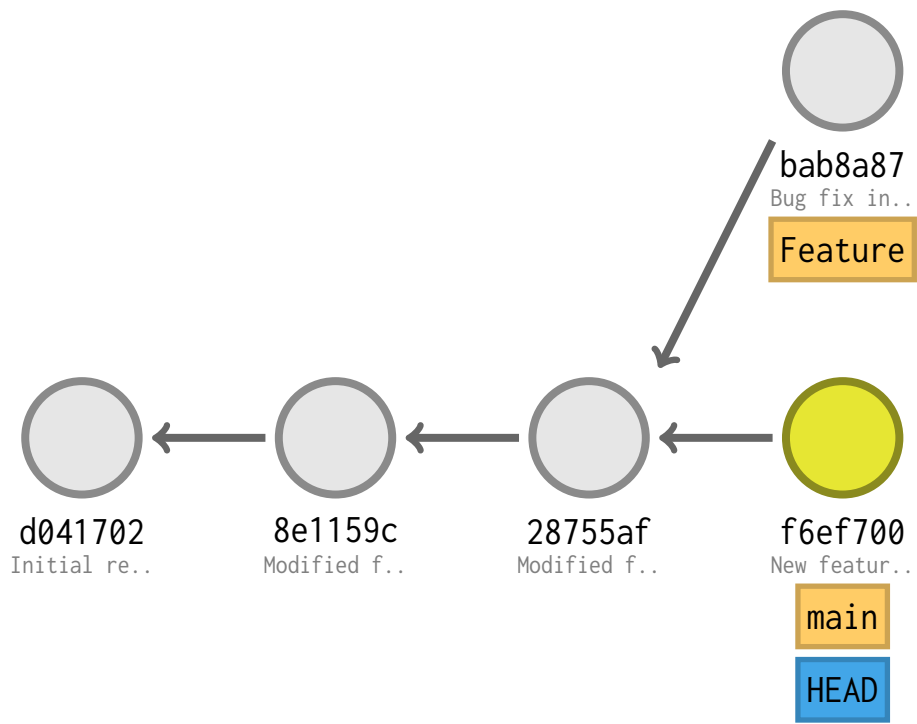 bab8a87
Bug fix in..
Feature
d041702
Initial re..
8e1159c
Modified f..
28755af
Modified f..
f6ef700
New featur..
main
HEAD